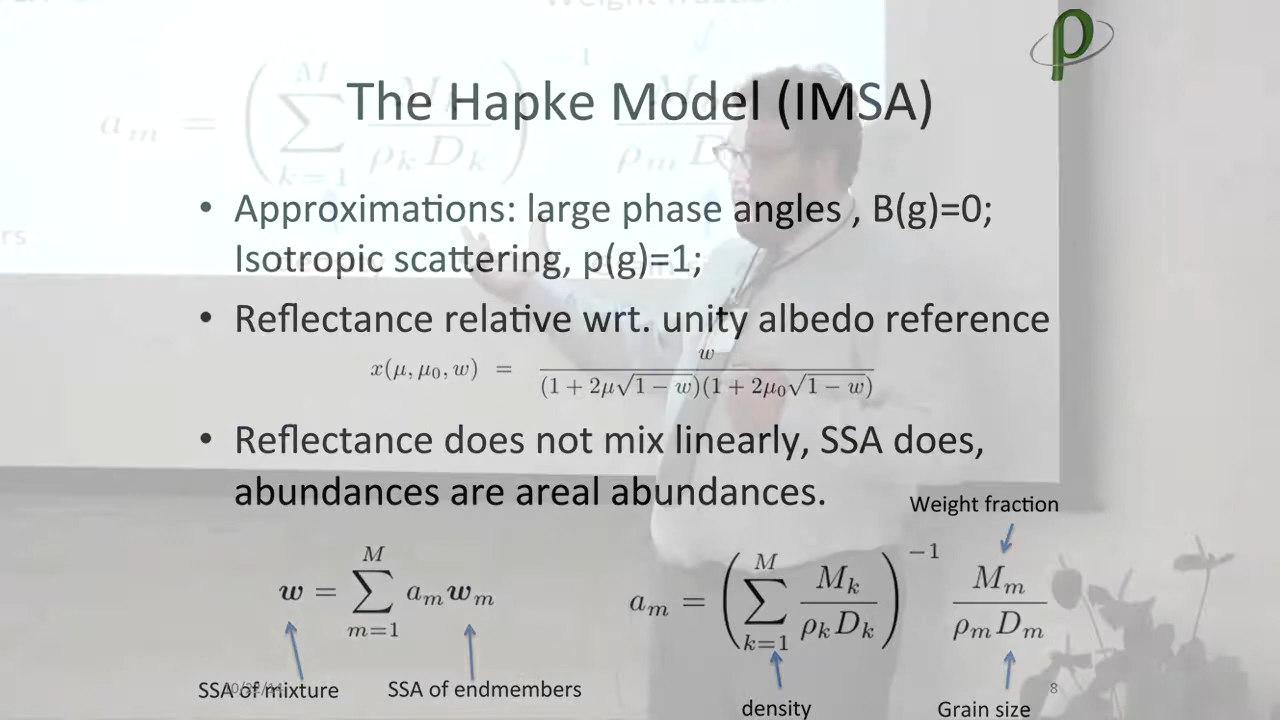 ρ
The Hapke Model (IMSA)
• Approximations: large phase angles , B(g)=0;
Isotropic scattering, p(g)=1;
• Reflectance relative wrt. unity albedo reference
x(μ, μ₀, w) = w / (1 + 2μ√(1 − w))(1 + 2μ₀√(1 − w))
• Reflectance does not mix linearly, SSA does,
abundances are areal abundances.
Weight fraction
w = ∑_{m=1}^{M} a_m w_m
a_m = (∑_{k=1}^{M} M_k / ρ_k D_k)^{−1} M_m / ρ_m D_m
SSA of mixture
SSA of endmembers
8
density
Grain size